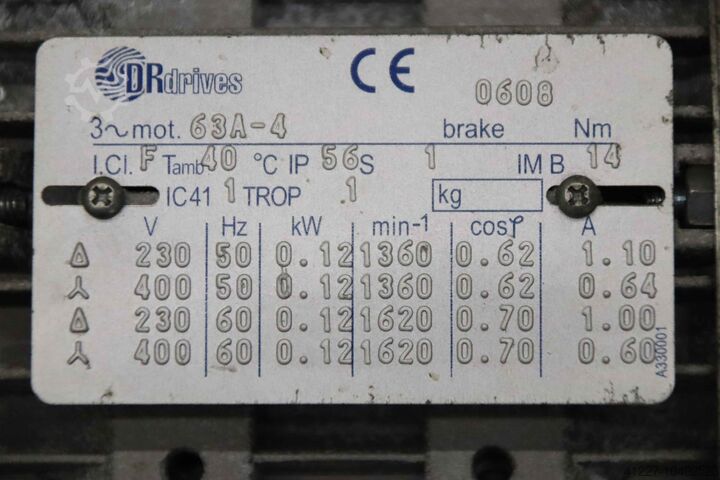 DRdrives CE 0608
3~mot. 63A-4 brake Nm
I.Cl. F Tamb 40 °C IP 56 S 1 IM B 14
IC41 1 TROP 1 kg
V Hz kW min-1 cosφ A
Δ 230 50 0.12 1360 0.62 1.10
Y 400 50 0.12 1360 0.62 0.64
Δ 230 60 0.12 1620 0.70 1.00
Y 400 60 0.12 1620 0.70 0.60
A330001